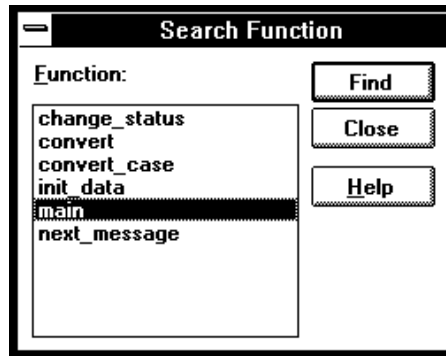 Search Function
Function:
Find
change_status
convert
Close
convert_case
init_data
Help
main
next_message